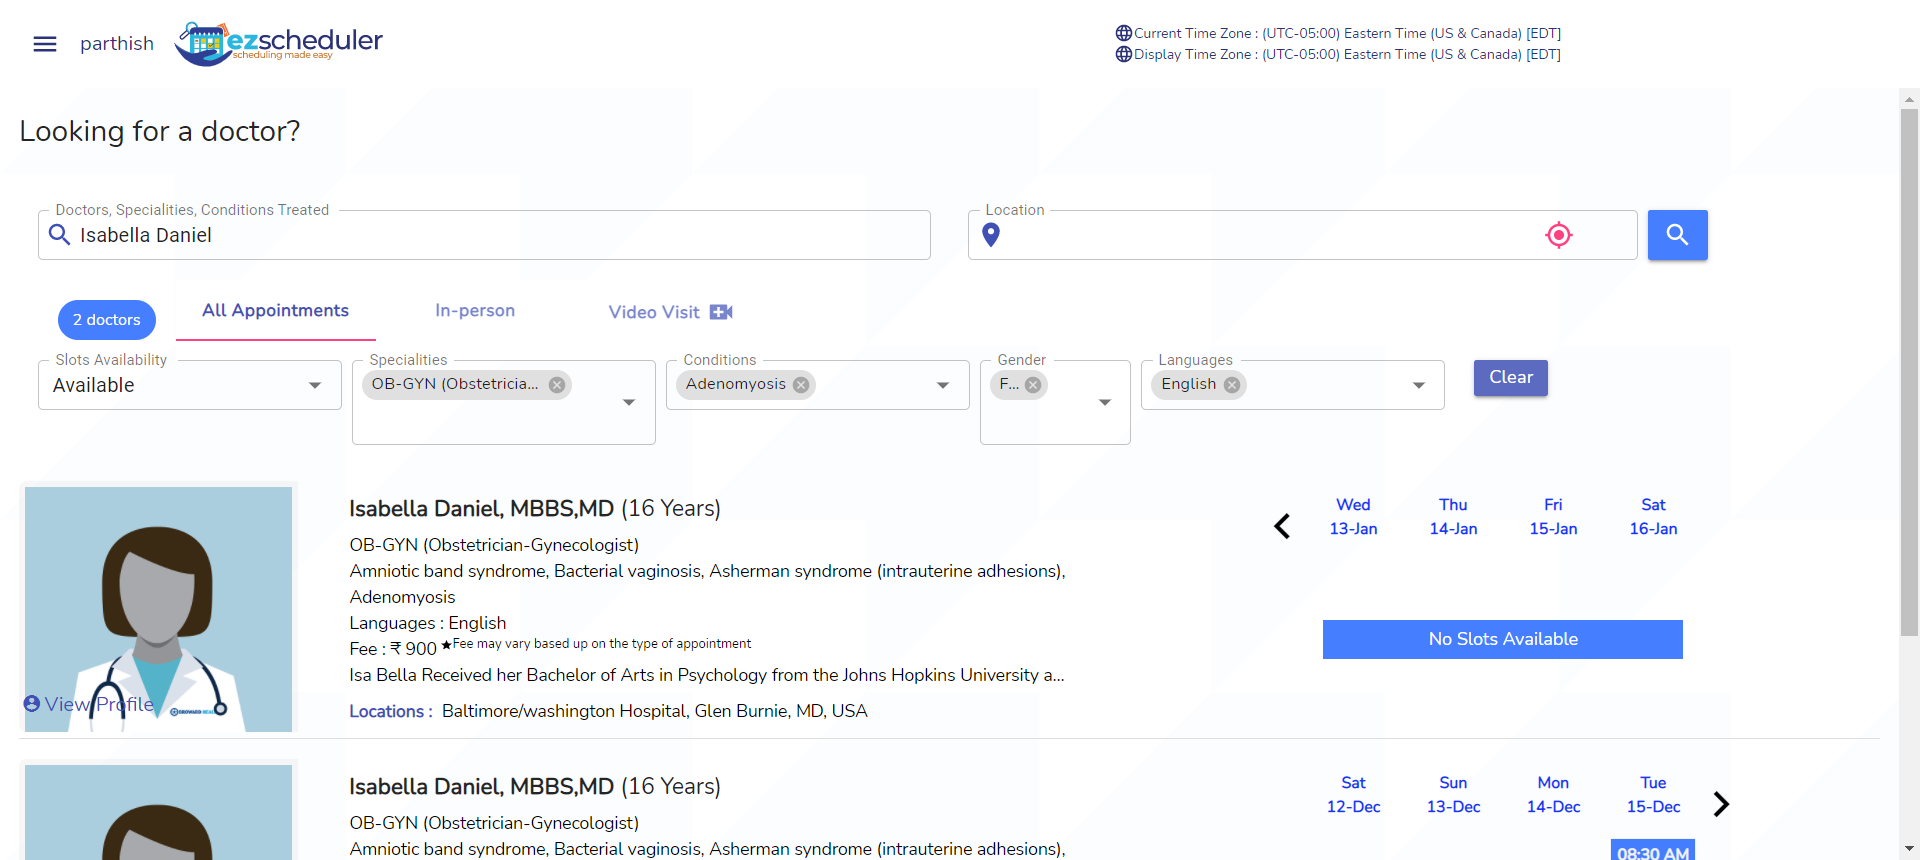 parthish
ezscheduler
scheduling made easy
Current Time Zone : (UTC-05:00) Eastern Time (US & Canada) [EDT]
Display Time Zone : (UTC-05:00) Eastern Time (US & Canada) [EDT]
Looking for a doctor?
Doctors, Specialities, Conditions Treated
Isabella Daniel
Location
2 doctors
All Appointments
In-person
Video Visit
Slots Availability
Available
Specialities
OB-GYN (Obstetricia...
Conditions
Adenomyosis
Gender
F...
Languages
English
Clear
Isabella Daniel, MBBS,MD (16 Years)
OB-GYN (Obstetrician-Gynecologist)
Amniotic band syndrome, Bacterial vaginosis, Asherman syndrome (intrauterine adhesions),
Adenomyosis
Languages : English
Fee : ₹ 900 ★Fee may vary based up on the type of appointment
Isa Bella Received her Bachelor of Arts in Psychology from the Johns Hopkins University a...
Locations : Baltimore/washington Hospital, Glen Burnie, MD, USA
View Profile
Wed Thu Fri Sat
13-Jan 14-Jan 15-Jan 16-Jan
No Slots Available
Isabella Daniel, MBBS,MD (16 Years)
OB-GYN (Obstetrician-Gynecologist)
Amniotic band syndrome, Bacterial vaginosis, Asherman syndrome (intrauterine adhesions),
Sat Sun Mon Tue
12-Dec 13-Dec 14-Dec 15-Dec
08:30 AM